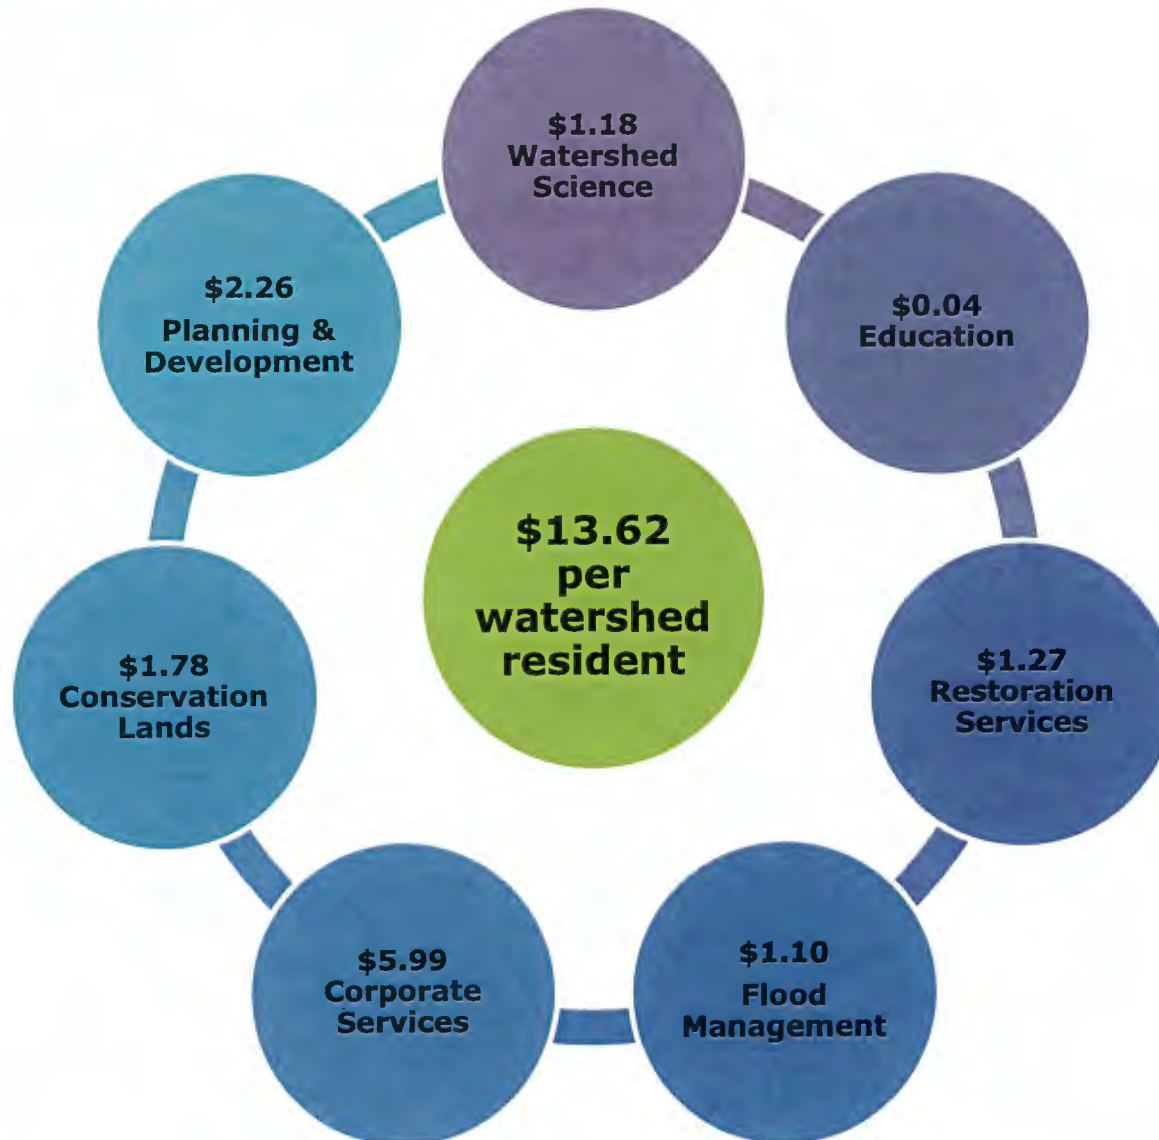 $1.18
Watershed
Science
$0.04
Education
$1.27
Restoration
Services
$1.10
Flood
Management
$5.99
Corporate
Services
$1.78
Conservation
Lands
$2.26
Planning &
Development
$13.62
per
watershed
resident